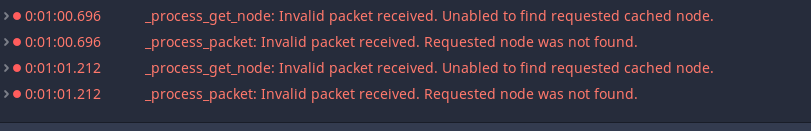 0:01:00.696 _process_get_node: Invalid packet received. Unabled to find requested cached node.
0:01:00.696 _process_packet: Invalid packet received. Requested node was not found.
0:01:01.212 _process_get_node: Invalid packet received. Unabled to find requested cached node.
0:01:01.212 _process_packet: Invalid packet received. Requested node was not found.